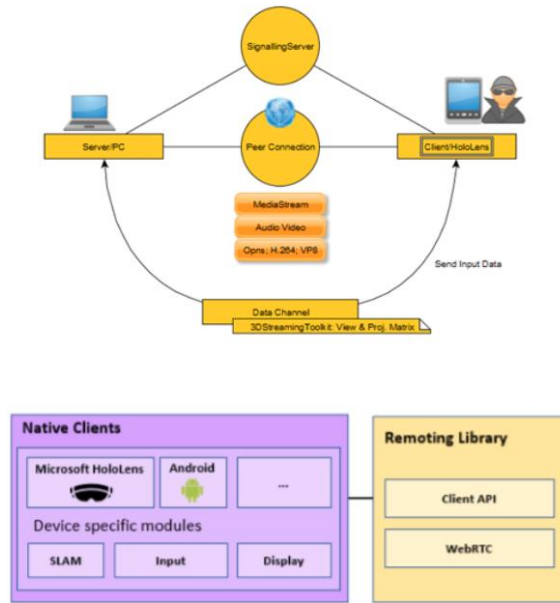 SignallingServer
Server/PC
Peer Connection
Client/HoloLens
MediaStream
Audio Video
Opns; H.264; VP8
Send Input Data
Data Channel
3DStreamingToolkit: View & Proj. Matrix
Native Clients
Microsoft HoloLens
Android
...
Device specific modules
SLAM
Input
Display
Remoting Library
Client API
WebRTC